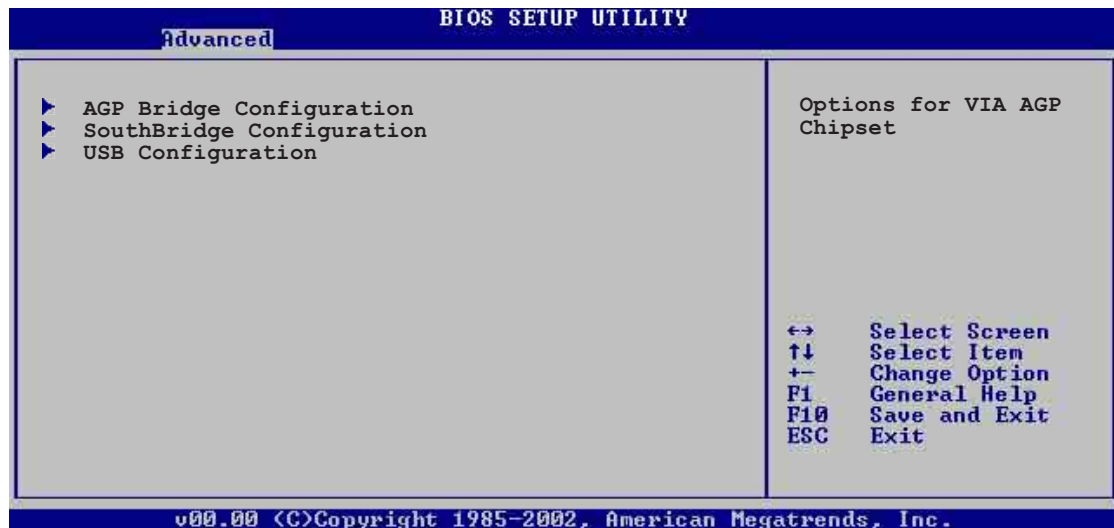 BIOS SETUP UTILITY
Advanced
AGP Bridge Configuration
SouthBridge Configuration
USB Configuration
Options for VIA AGP
Chipset
↔ Select Screen
↑↓ Select Item
+- Change Option
F1 General Help
F10 Save and Exit
ESC Exit
v00.00 (C)Copyright 1985-2002, American Megatrends, Inc.